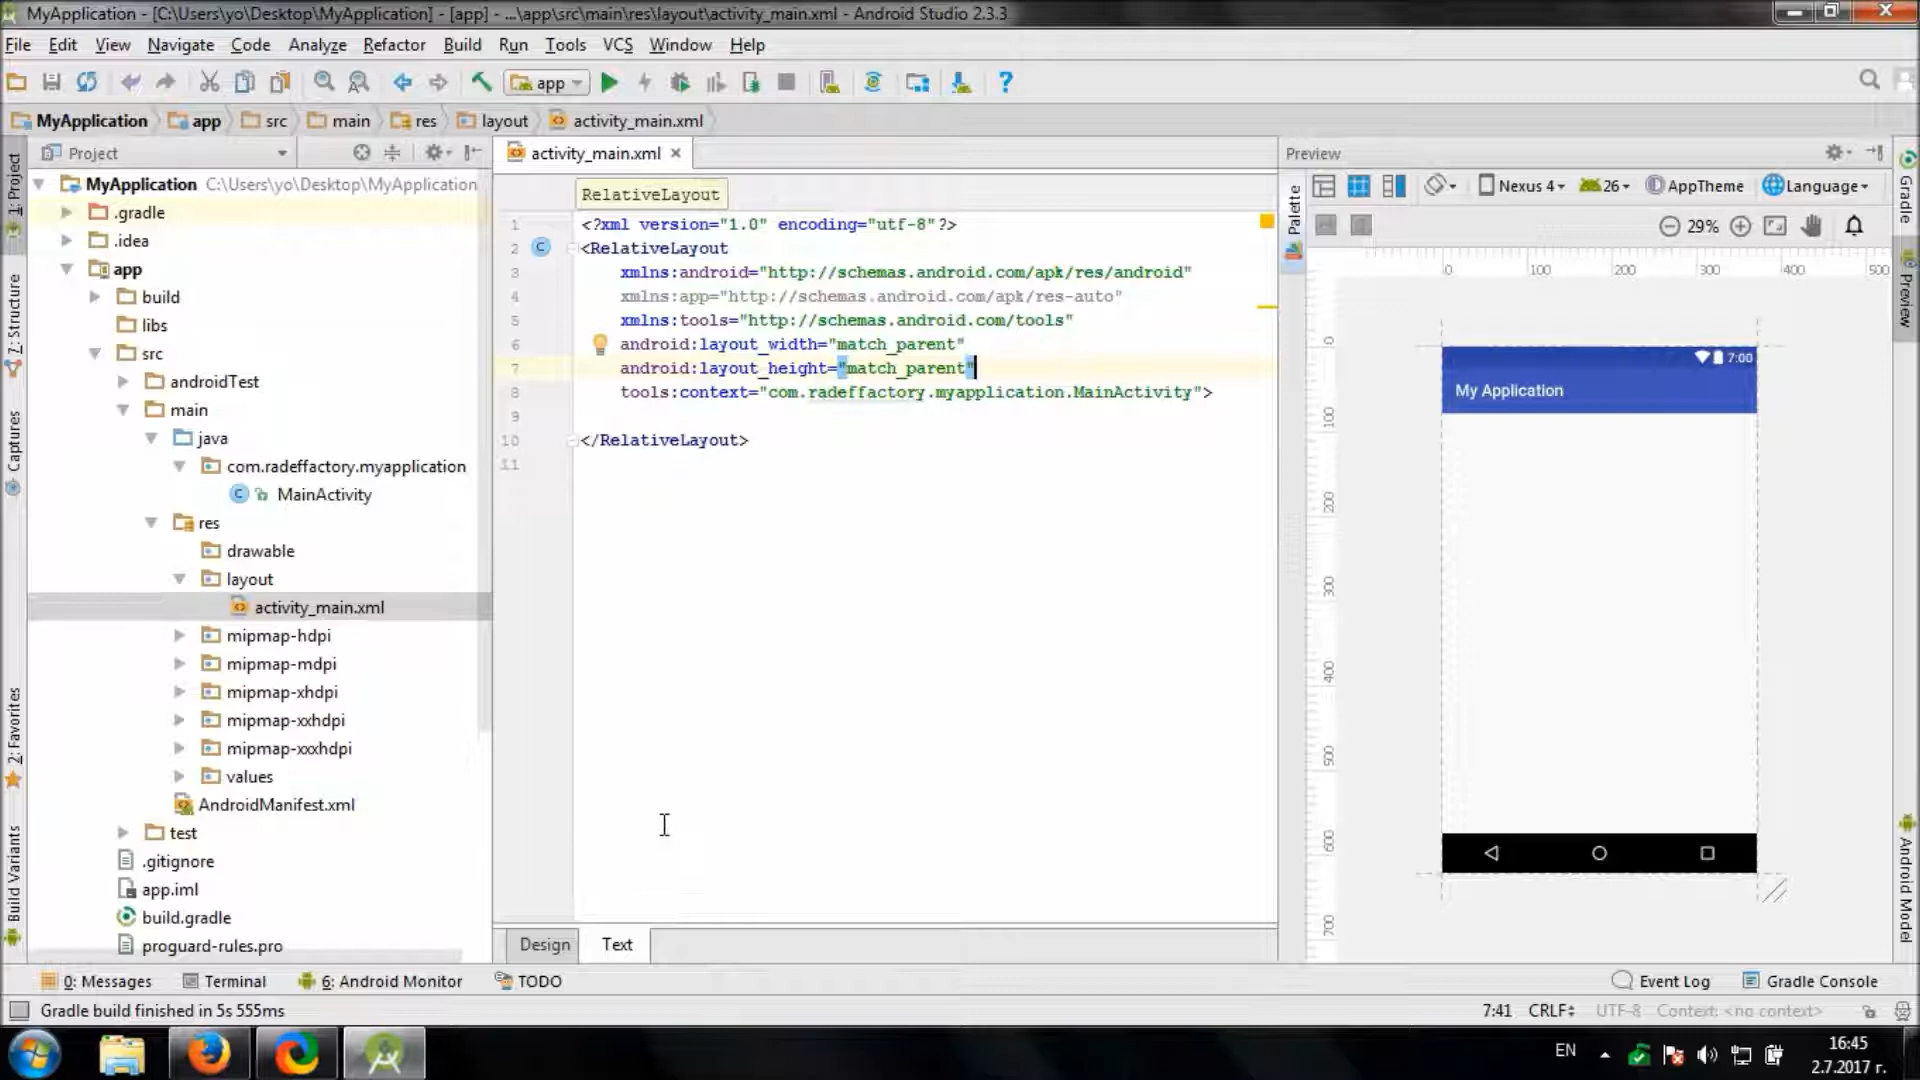 MyApplication - [C:\Users\yo\Desktop\MyApplication] - [app] - ...\app\src\main\res\layout\activity_main.xml - Android Studio 2.3.3
File Edit View Navigate Code Analyze Refactor Build Run Tools VCS Window Help
app
MyApplication app src main res layout activity_main.xml
1: Project
Project
activity_main.xml
Preview
MyApplication C:\Users\yo\Desktop\MyApplication
.gradle
.idea
app
build
libs
src
androidTest
main
java
com.radeffactory.myapplication
MainActivity
res
drawable
layout
activity_main.xml
mipmap-hdpi
mipmap-mdpi
mipmap-xhdpi
mipmap-xxhdpi
mipmap-xxxhdpi
values
AndroidManifest.xml
test
.gitignore
app.iml
build.gradle
proguard-rules.pro
7: Structure
Captures
2: Favorites
Build Variants
RelativeLayout
1 <?xml version="1.0" encoding="utf-8"?>
2 <RelativeLayout
3 xmlns:android="http://schemas.android.com/apk/res/android"
4 xmlns:app="http://schemas.android.com/apk/res-auto"
5 xmlns:tools="http://schemas.android.com/tools"
6 android:layout_width="match_parent"
7 android:layout_height="match_parent"
8 tools:context="com.radeffactory.myapplication.MainActivity">
9
10 </RelativeLayout>
11
Design Text
Palette
Nexus 4 26 AppTheme Language
29%
0 100 200 300 400 500
0
100
200
300
400
500
600
700
7:00
My Application
Gradle
Preview
Android Model
0: Messages Terminal 6: Android Monitor TODO Event Log Gradle Console
Gradle build finished in 5s 555ms 7:41 CRLF UTF-8 Context: <no context>
EN
16:45
2.7.2017 г.